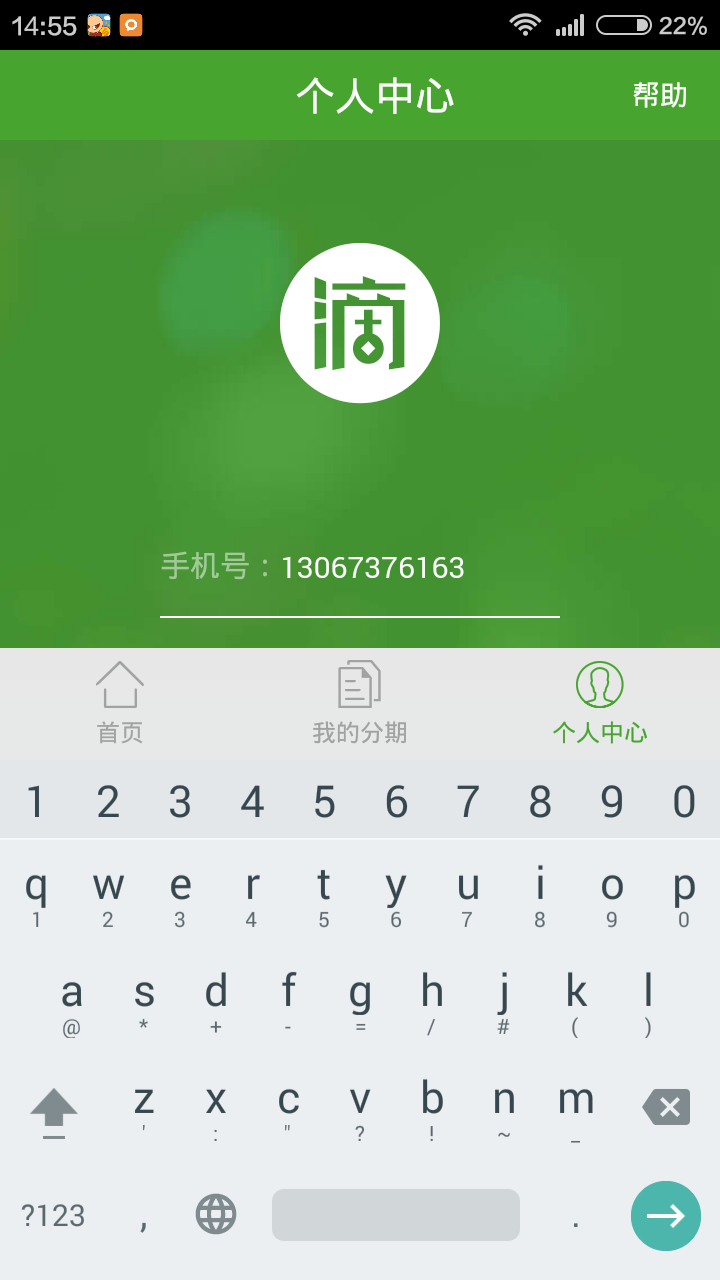 14:55 22%
个人中心 帮助
滴
手机号：13067376163
首页 我的分期 个人中心
1 2 3 4 5 6 7 8 9 0
q w e r t y u i o p
1 2 3 4 5 6 7 8 9 0
a s d f g h j k l
@ * + - = / # ( )
z x c v b n m
' : " ? ! ~ _
?123 , .